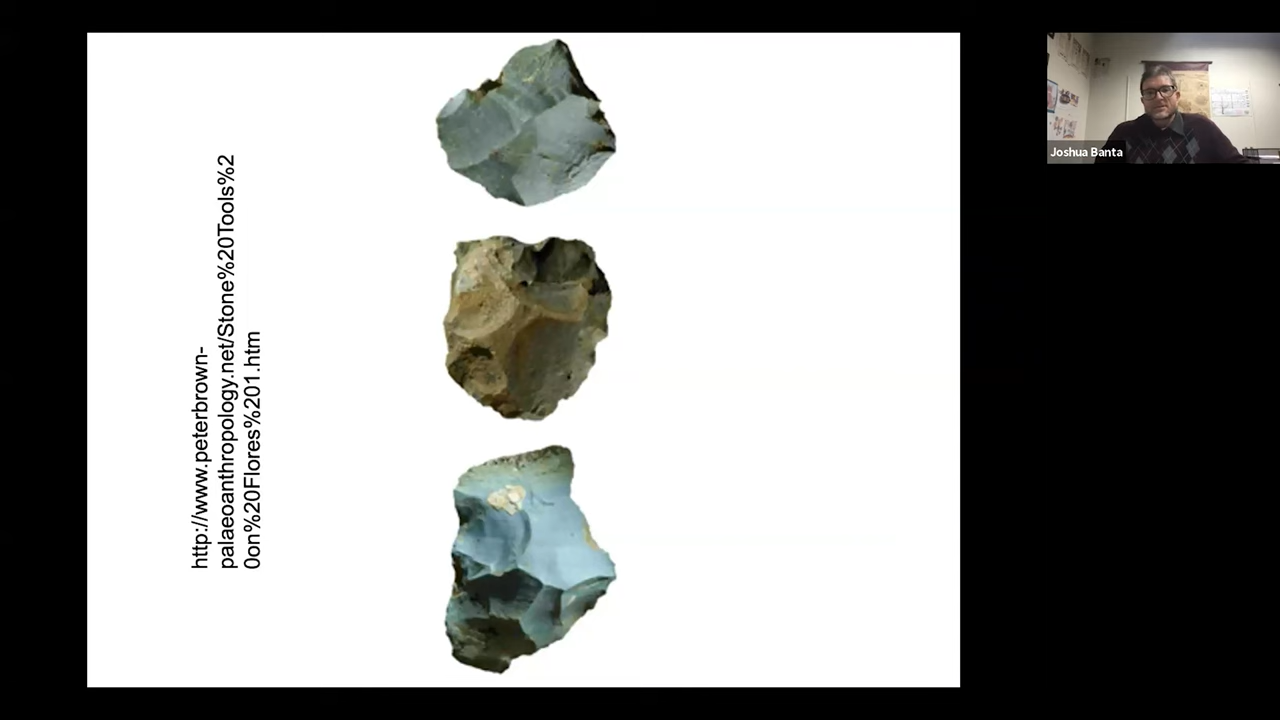 http://www.peterbrown-
palaeoanthropology.net/Stone%20Tools%2
0on%20Flores%201.htm
Joshua Banta